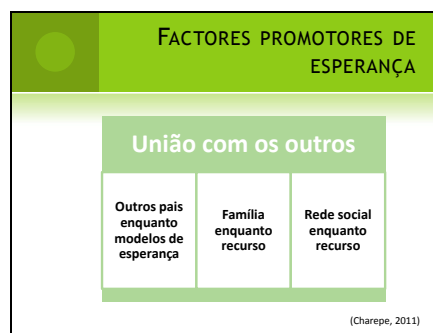 FACTORES PROMOTORES DE
ESPERANÇA
União com os outros
Outros pais
enquanto
modelos de
esperança
Família
enquanto
recurso
Rede social
enquanto
recurso
(Charepe, 2011)